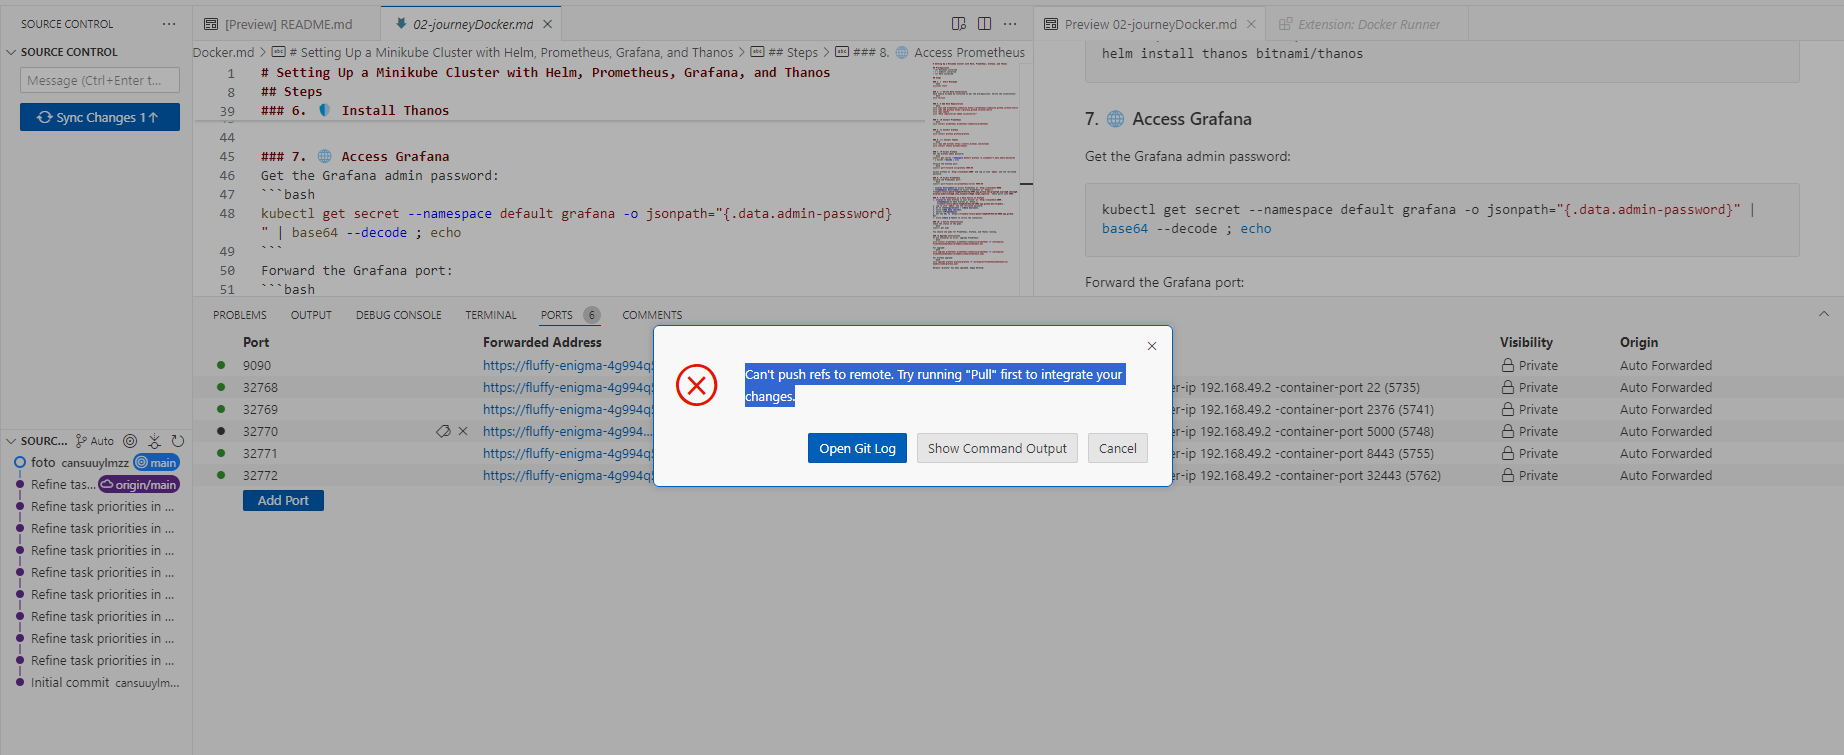 SOURCE CONTROL
SOURCE CONTROL
Message (Ctrl+Enter t...
Sync Changes 1↑
[Preview] README.md
02-journeyDocker.md
Docker.md > # Setting Up a Minikube Cluster with Helm, Prometheus, Grafana, and Thanos > ## Steps > ### 8. 🌐 Access Prometheus
1 # Setting Up a Minikube Cluster with Helm, Prometheus, Grafana, and Thanos
8 ## Steps
39 ### 6. 🛡️ Install Thanos
44
45 ### 7. 🌐 Access Grafana
46 Get the Grafana admin password:
47 ```bash
48 kubectl get secret --namespace default grafana -o jsonpath="{.data.admin-password}
" | base64 --decode ; echo
49 ```
50 Forward the Grafana port:
51 ```bash
Preview 02-journeyDocker.md
Extension: Docker Runner
helm install thanos bitnami/thanos
7. 🌐 Access Grafana
Get the Grafana admin password:
kubectl get secret --namespace default grafana -o jsonpath="{.data.admin-password}" |
base64 --decode ; echo
Forward the Grafana port:
PROBLEMS OUTPUT DEBUG CONSOLE TERMINAL PORTS 6 COMMENTS
Port Forwarded Address Visibility Origin
9090 https://fluffy-enigma-4g994q Private Auto Forwarded
32768 https://fluffy-enigma-4g994q er-ip 192.168.49.2 -container-port 22 (5735) Private Auto Forwarded
32769 https://fluffy-enigma-4g994q er-ip 192.168.49.2 -container-port 2376 (5741) Private Auto Forwarded
32770 https://fluffy-enigma-4g994... er-ip 192.168.49.2 -container-port 5000 (5748) Private Auto Forwarded
32771 https://fluffy-enigma-4g994q er-ip 192.168.49.2 -container-port 8443 (5755) Private Auto Forwarded
32772 https://fluffy-enigma-4g994q er-ip 192.168.49.2 -container-port 32443 (5762) Private Auto Forwarded
Add Port
Can't push refs to remote. Try running "Pull" first to integrate your
changes.
Open Git Log Show Command Output Cancel
SOURC... Auto
foto cansuuylmzz main
Refine tas... origin/main
Refine task priorities in ...
Refine task priorities in ...
Refine task priorities in ...
Refine task priorities in ...
Refine task priorities in ...
Refine task priorities in ...
Refine task priorities in ...
Refine task priorities in ...
Initial commit cansuuylm...